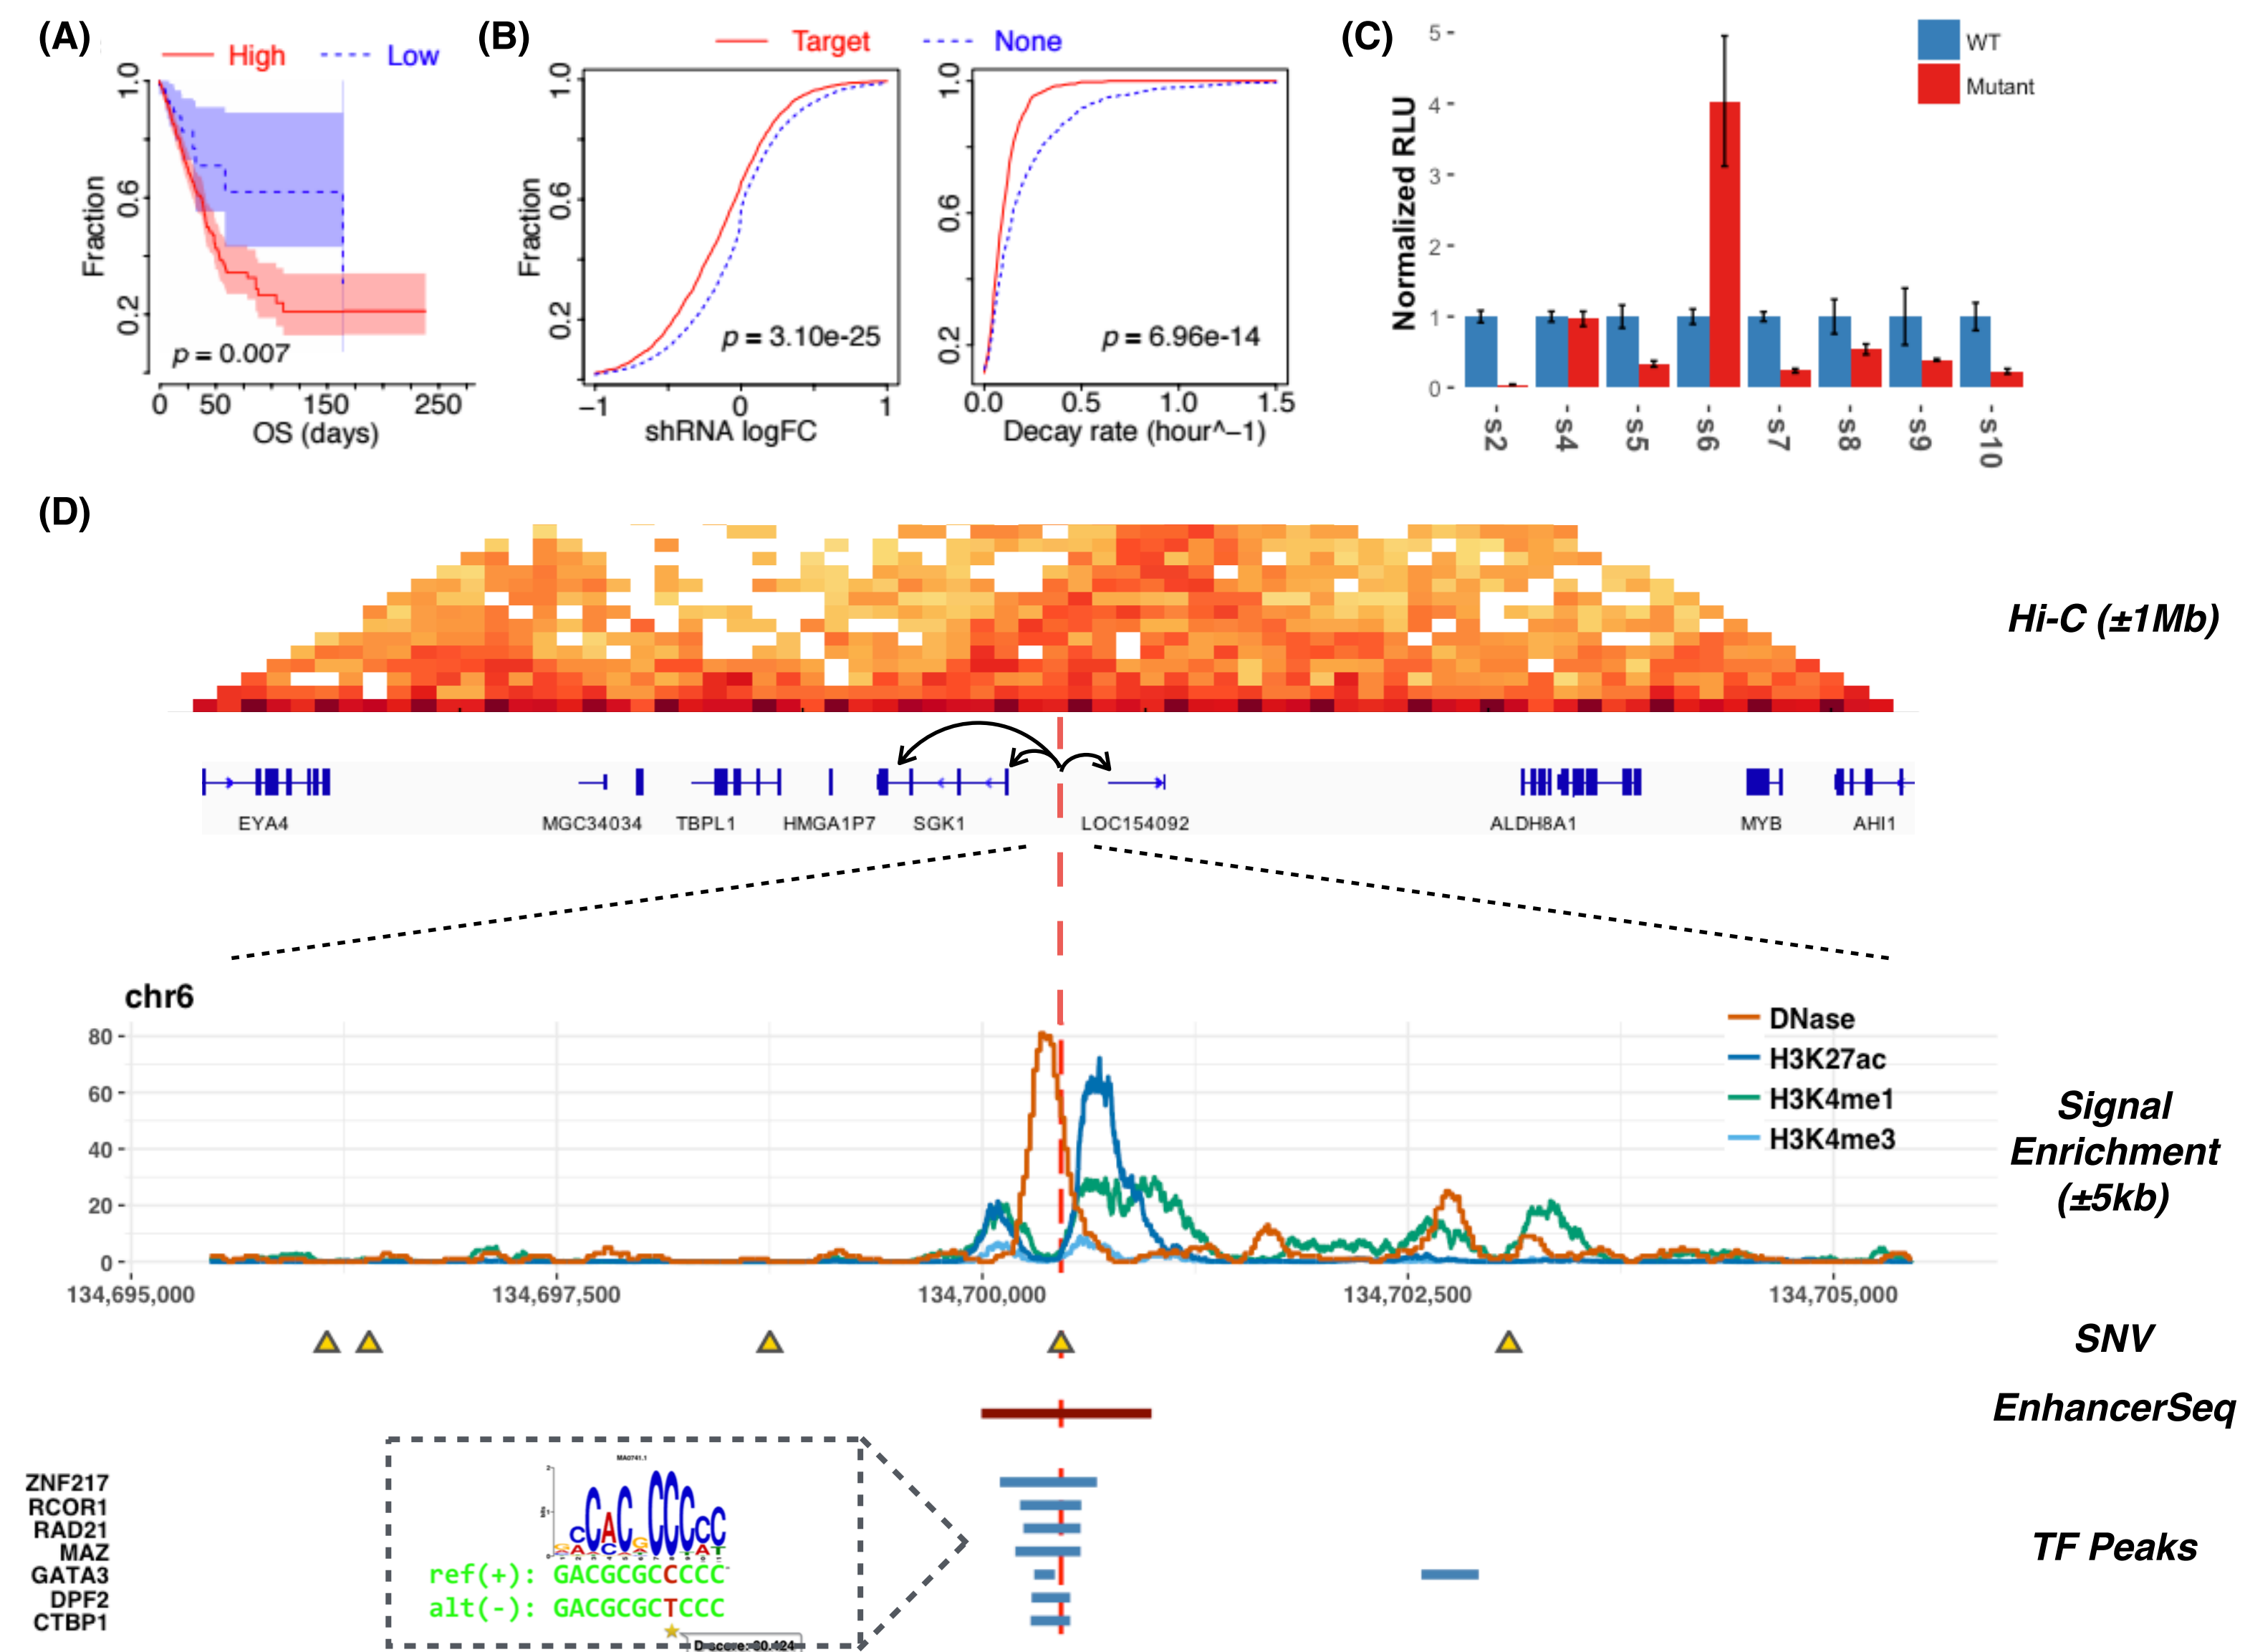 (A)
High
Low
Fraction
1.0
0.6
0.2
p = 0.007
0
50
150
250
OS (days)
(B)
Target
None
Fraction
1.0
0.6
0.2
p = 3.10e-25
−1
0
1
shRNA logFC
1.0
0.6
0.2
p = 6.96e-14
0.0
0.5
1.0
1.5
Decay rate (hour^−1)
(C)
Normalized RLU
5
4
3
2
1
0
WT
Mutant
s2
s4
s5
s6
s7
s8
s9
s10
(D)
Hi-C (±1Mb)
EYA4
MGC34034
TBPL1
HMGA1P7
SGK1
LOC154092
ALDH8A1
MYB
AHI1
chr6
80
60
40
20
0
DNase
H3K27ac
H3K4me1
H3K4me3
Signal
Enrichment
(±5kb)
134,695,000
134,697,500
134,700,000
134,702,500
134,705,000
SNV
EnhancerSeq
ZNF217
RCOR1
RAD21
MAZ
GATA3
DPF2
CTBP1
MA0741.1
ref(+): GACGCGCCCCC
alt(-): GACGCGCTCCC
TF Peaks